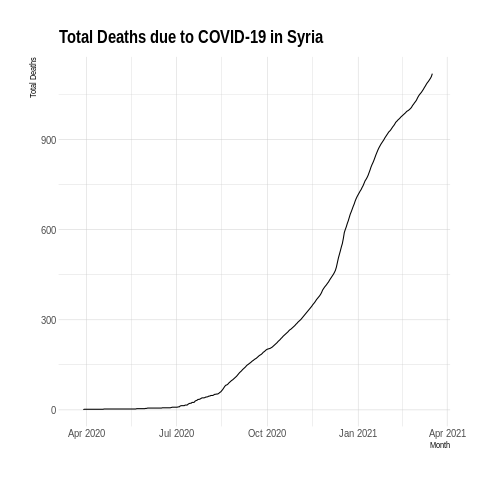 Total Deaths due to COVID-19 in Syria
Total Deaths
900
600
300
0
Apr 2020 Jul 2020 Oct 2020 Jan 2021 Apr 2021
Month